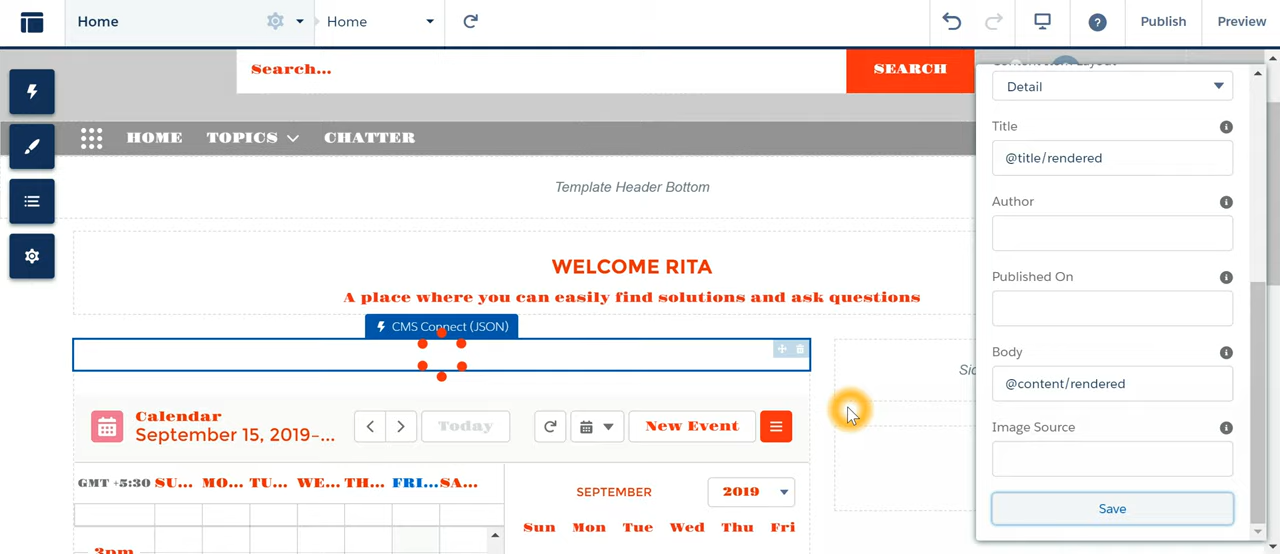 Home
Home
Publish
Preview
Search...
SEARCH
HOME
TOPICS
CHATTER
Template Header Bottom
WELCOME RITA
A place where you can easily find solutions and ask questions
CMS Connect (JSON)
Calendar
September 15, 2019–...
Today
New Event
GMT +5:30 SU... MO... TU... WE... TH... FRI... SA...
3pm
SEPTEMBER
2019
Sun Mon Tue Wed Thu Fri
Detail
Title
@title/rendered
Author
Published On
Body
@content/rendered
Image Source
Save